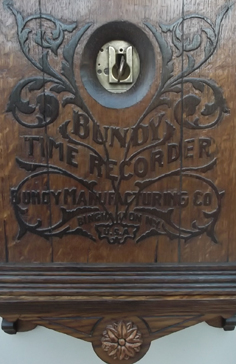 BUNDY
TIME RECORDER
BUNDY MANUFACTURING CO
BINGHAMTON N.Y.
U.S.A.